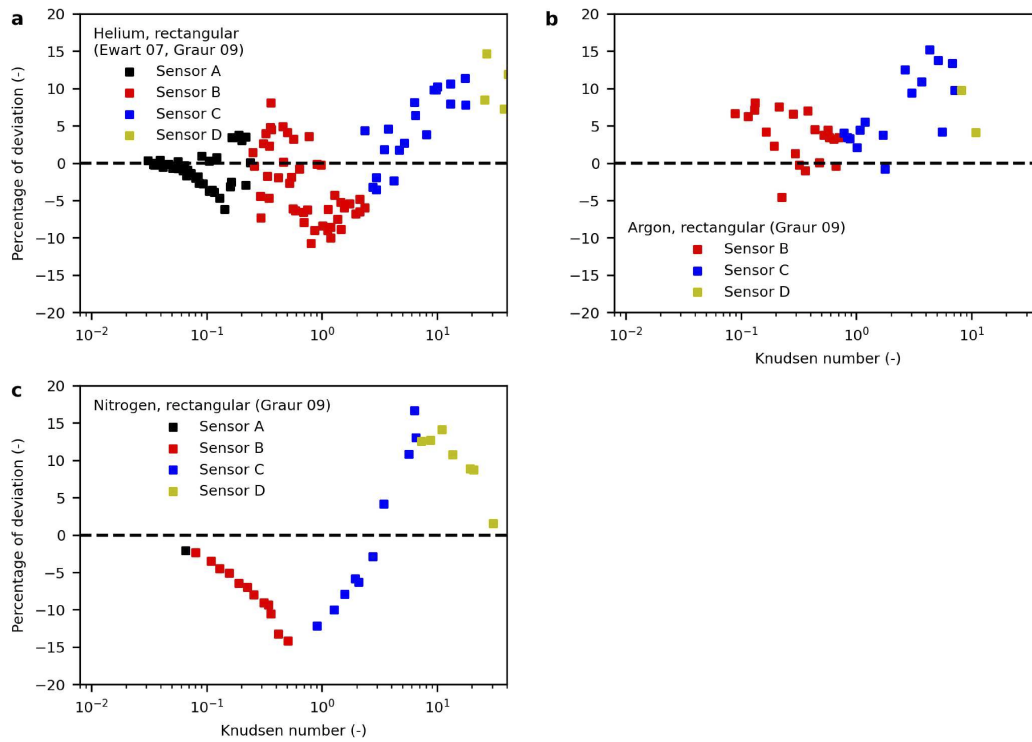 a
Helium, rectangular
(Ewart 07, Graur 09)
Sensor A
Sensor B
Sensor C
Sensor D
20
15
10
5
0
−5
−10
−15
−20
Percentage of deviation (-)
10⁻²
10⁻¹
10⁰
10¹
Knudsen number (-)
b
20
15
10
5
0
−5
−10
−15
−20
Argon, rectangular (Graur 09)
Sensor B
Sensor C
Sensor D
10⁻²
10⁻¹
10⁰
10¹
Knudsen number (-)
c
Nitrogen, rectangular (Graur 09)
Sensor A
Sensor B
Sensor C
Sensor D
20
15
10
5
0
−5
−10
−15
−20
Percentage of deviation (-)
10⁻²
10⁻¹
10⁰
10¹
Knudsen number (-)